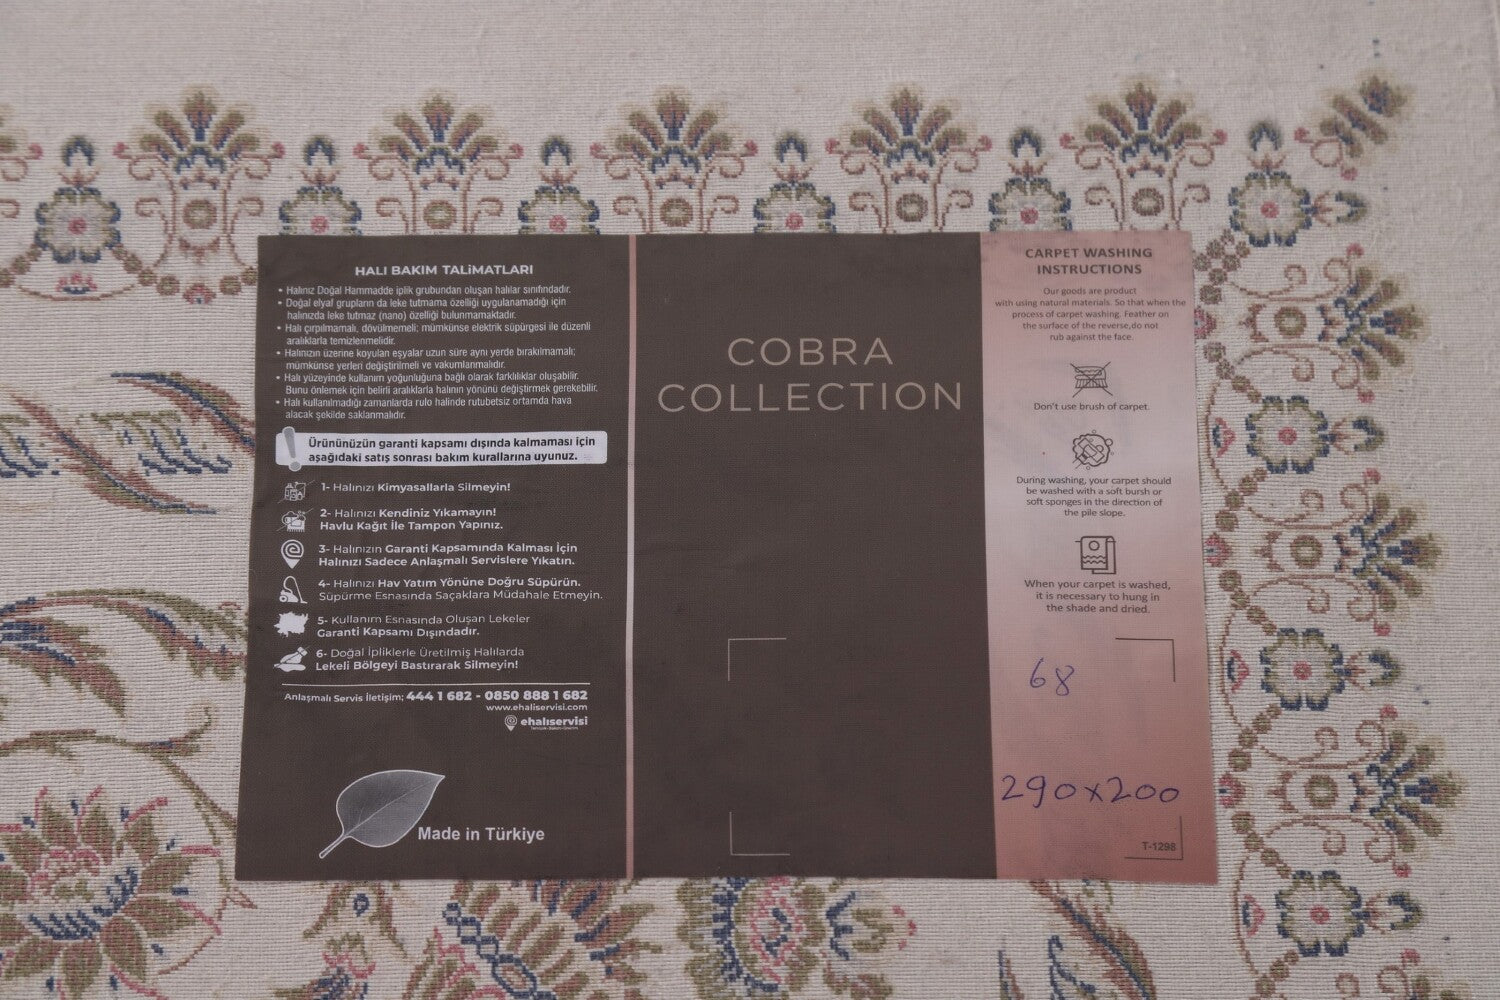 HALI BAKIM TALİMATLARI
• Halınız Doğal Hammadde iplik grubundan oluşan halılar sınıfındadır.
• Doğal elyaf grupların da leke tutmama özelliği uygulanamadığı için
halınızda leke tutmaz (nano) özelliği bulunmamaktadır.
• Halı çırpılmamalı, dövülmemeli: mümkünse elektrik süpürgesi ile düzenli
aralıklarla temizlenmelidir.
• Halınızın üzerine koyulan eşyalar uzun süre aynı yerde bırakılmamalı;
mümkünse yerleri değiştirilmeli ve vakumlanmalıdır.
• Halı yüzeyinde kullanım yoğunluğuna bağlı olarak farklılıklar oluşabilir.
Bunu önlemek için belirli aralıklarla halının yönünü değiştirmek gerekebilir.
• Halı kullanılmadığı zamanlarda rulo halinde rutubetsiz ortamda hava
alacak şekilde saklanmalıdır.
Ürününüzün garanti kapsamı dışında kalmaması için
aşağıdaki satış sonrası bakım kurallarına uyunuz.
1- Halınızı Kimyasallarla Silmeyin!
2- Halınızı Kendiniz Yıkamayın!
Havlu Kağıt İle Tampon Yapınız.
3- Halınızın Garanti Kapsamında Kalması İçin
Halınızı Sadece Anlaşmalı Servislere Yıkatın.
4- Halınızı Hav Yatım Yönüne Doğru Süpürün.
Süpürme Esnasında Saçaklara Müdahale Etmeyin.
5- Kullanım Esnasında Oluşan Lekeler
Garanti Kapsamı Dışındadır.
6- Doğal İpliklerle Üretilmiş Halılarda
Lekeli Bölgeyi Bastırarak Silmeyin!
Anlaşmalı Servis İletişim; 444 1 682 - 0850 888 1 682
www.ehaliservisi.com
ehalıservisi
Made in Türkiye
COBRA
COLLECTION
CARPET WASHING
INSTRUCTIONS
Our goods are product
with using natural materials. So that when the
process of carpet washing. Feather on
the surface of the reverse,do not
rub against the face.
Don't use brush of carpet.
During washing, your carpet should
be washed with a soft bursh or
soft sponges in the direction of
the pile slope.
When your carpet is washed,
it is necessary to hung in
the shade and dried.
68
290x200
T-1298